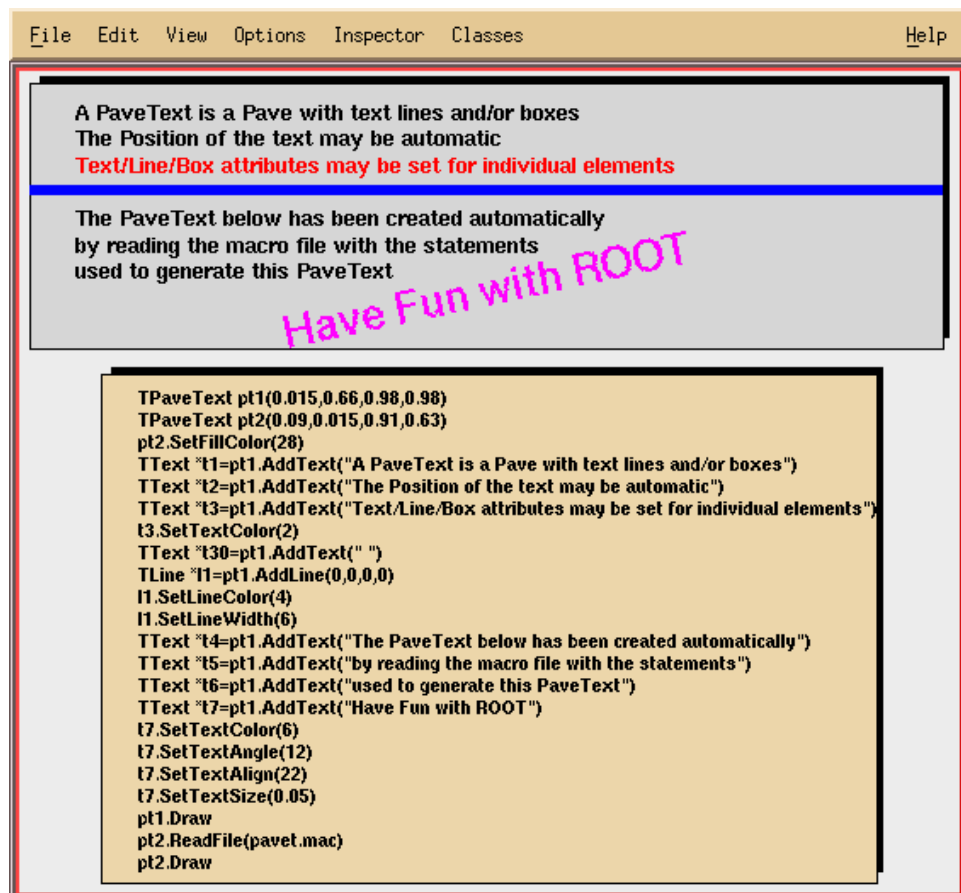 File Edit View Options Inspector Classes Help
A PaveText is a Pave with text lines and/or boxes
The Position of the text may be automatic
Text/Line/Box attributes may be set for individual elements
The PaveText below has been created automatically
by reading the macro file with the statements
used to generate this PaveText
Have Fun with ROOT
TPaveText pt1(0.015,0.66,0.98,0.98)
TPaveText pt2(0.09,0.015,0.91,0.63)
pt2.SetFillColor(28)
TText *t1=pt1.AddText("A PaveText is a Pave with text lines and/or boxes")
TText *t2=pt1.AddText("The Position of the text may be automatic")
TText *t3=pt1.AddText("Text/Line/Box attributes may be set for individual elements")
t3.SetTextColor(2)
TText *t30=pt1.AddText(" ")
TLine *l1=pt1.AddLine(0,0,0,0)
l1.SetLineColor(4)
l1.SetLineWidth(6)
TText *t4=pt1.AddText("The PaveText below has been created automatically")
TText *t5=pt1.AddText("by reading the macro file with the statements")
TText *t6=pt1.AddText("used to generate this PaveText")
TText *t7=pt1.AddText("Have Fun with ROOT")
t7.SetTextColor(6)
t7.SetTextAngle(12)
t7.SetTextAlign(22)
t7.SetTextSize(0.05)
pt1.Draw
pt2.ReadFile(pavet.mac)
pt2.Draw